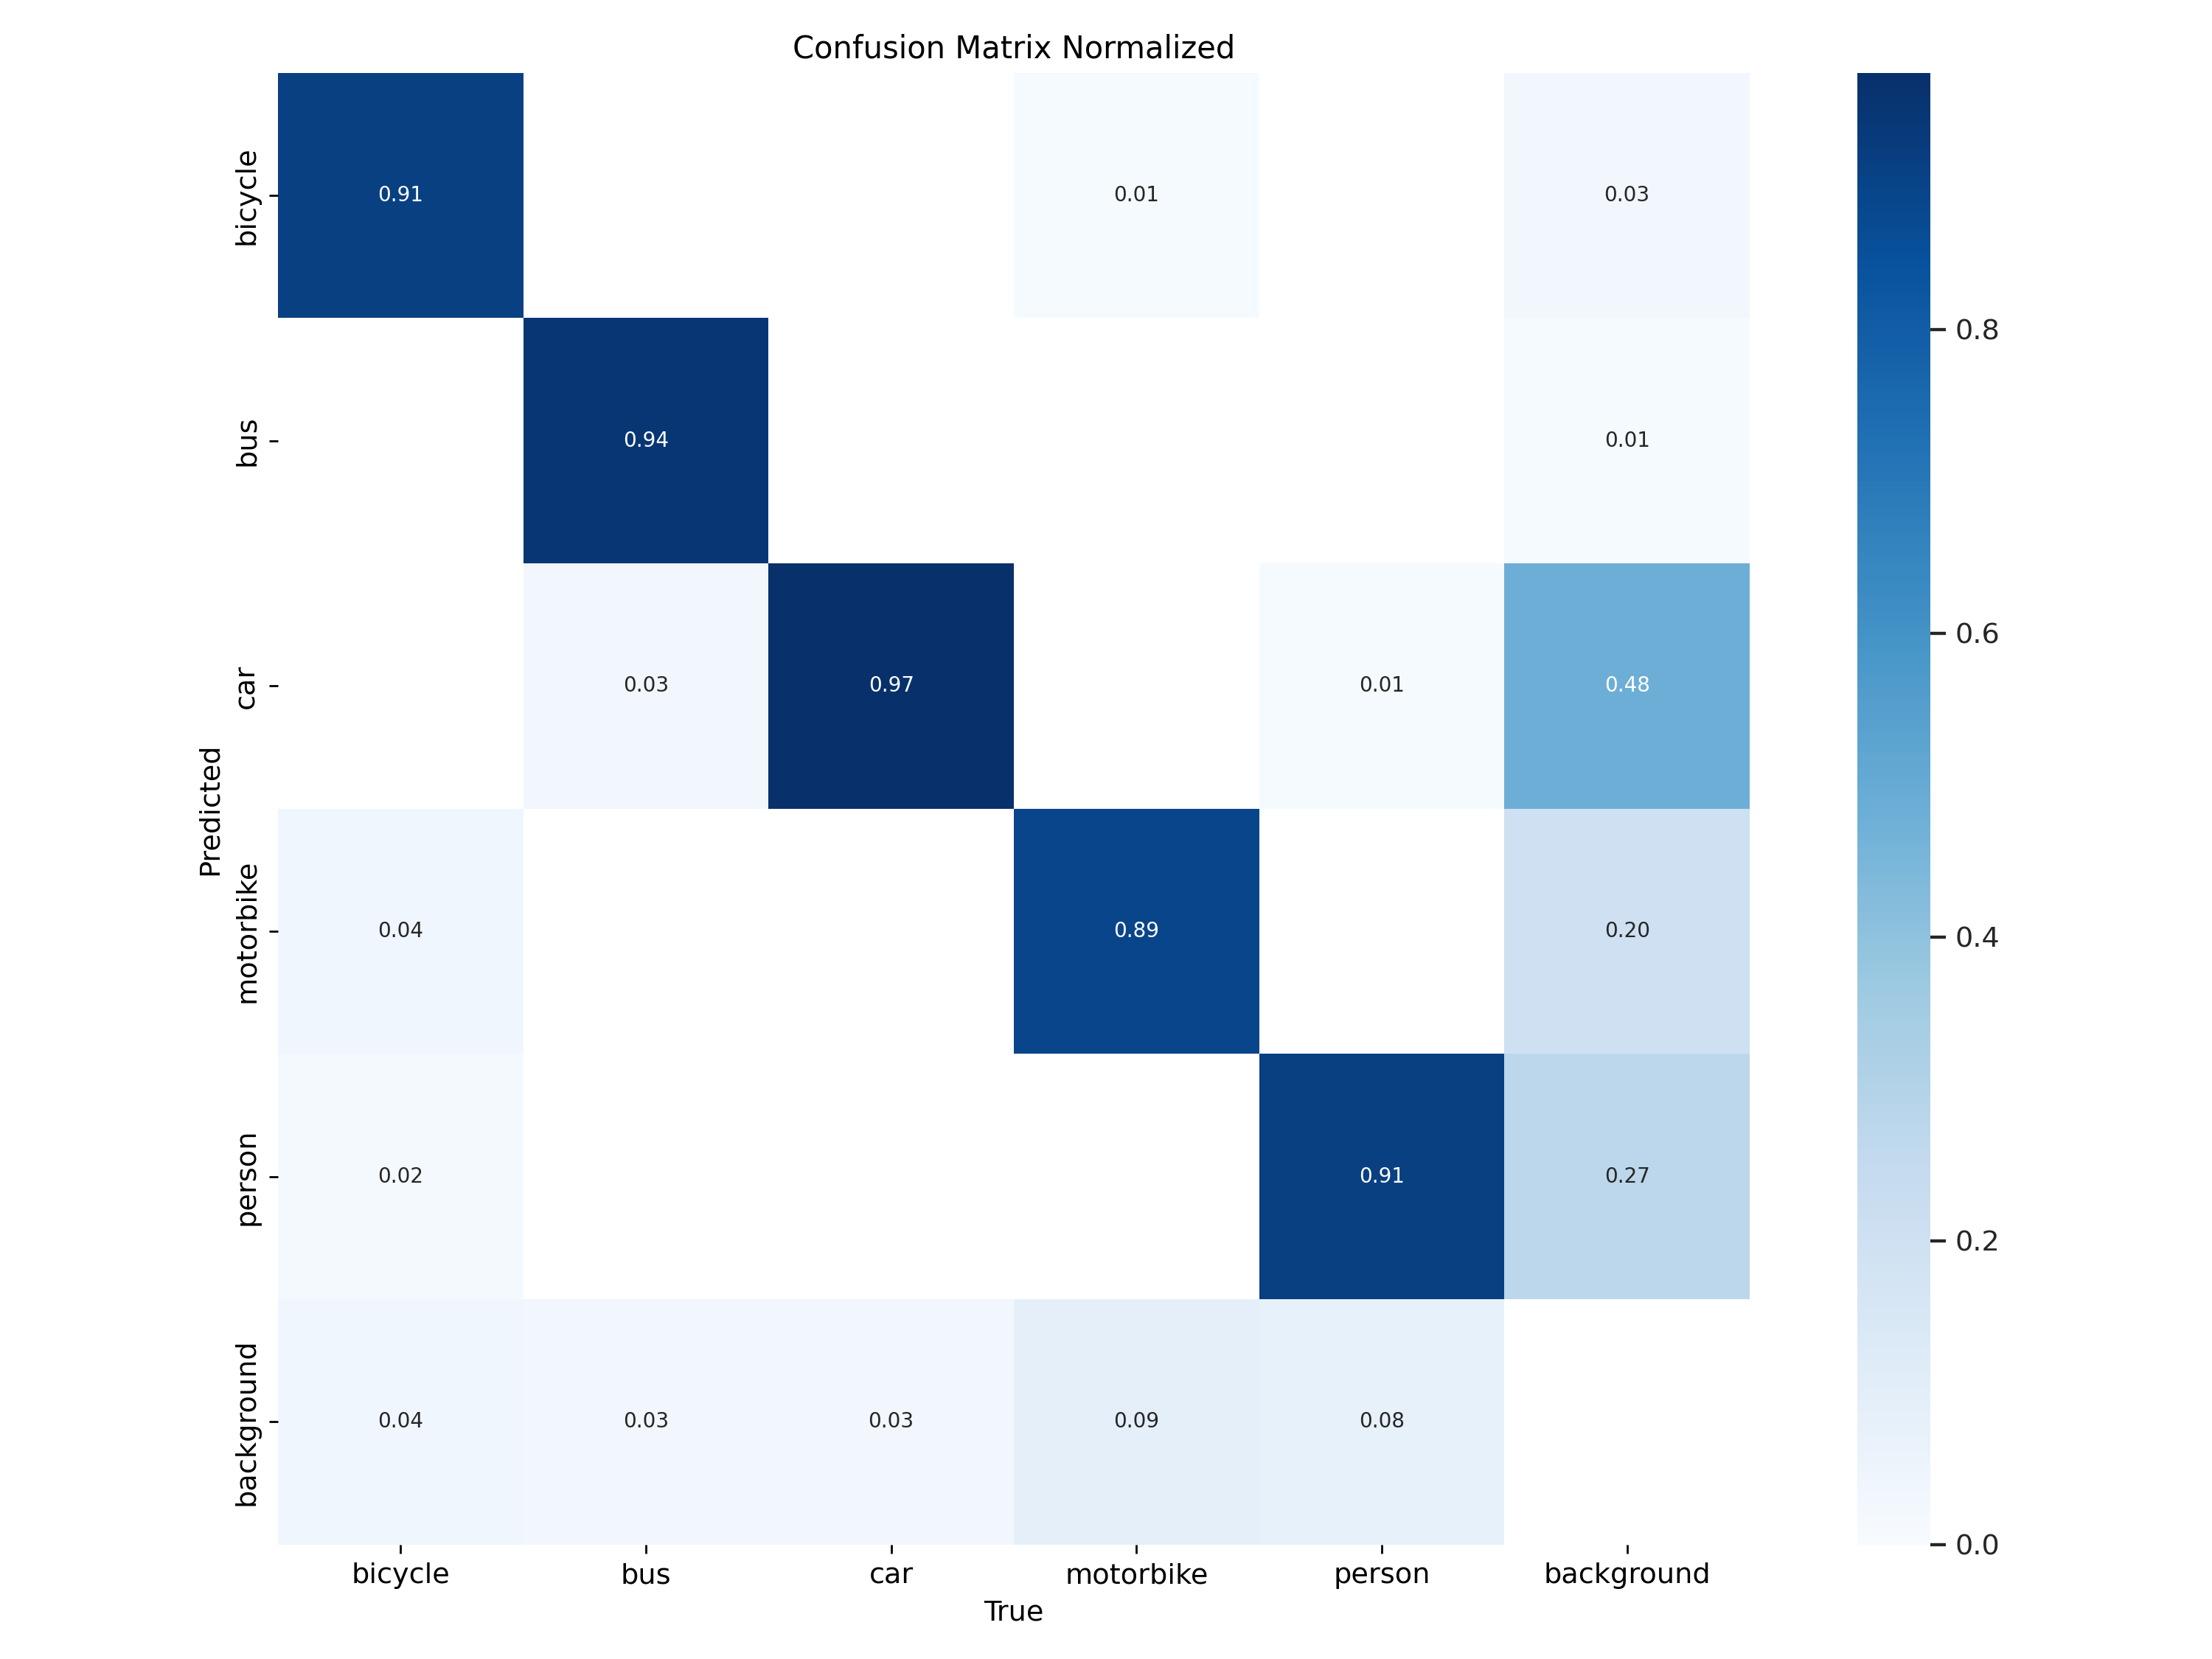 Confusion Matrix Normalized
bicycle
0.91
0.01
0.03
bus
0.94
0.01
car
0.03
0.97
0.01
0.48
motorbike
0.04
0.89
0.20
person
0.02
0.91
0.27
background
0.04
0.03
0.03
0.09
0.08
Predicted
bicycle
bus
car
motorbike
person
background
True
0.8
0.6
0.4
0.2
0.0